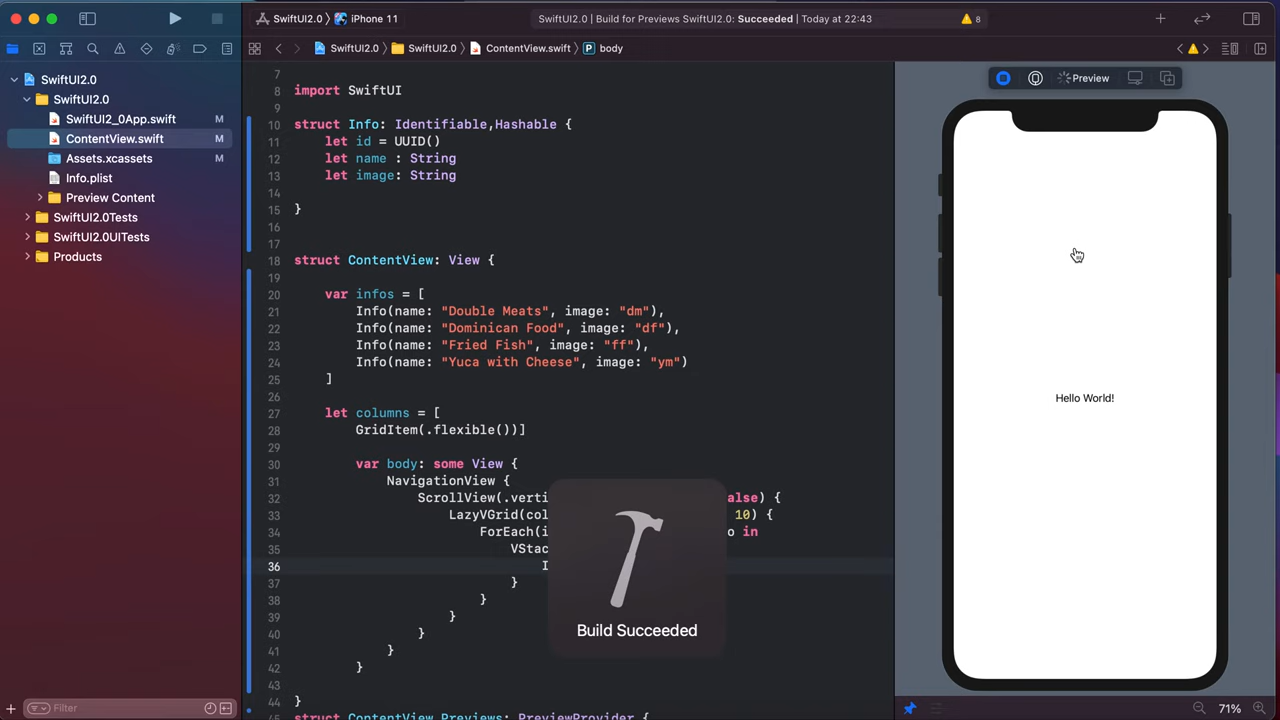 SwiftUI2.0 〉 iPhone 11
SwiftUI2.0 | Build for Previews SwiftUI2.0: Succeeded | Today at 22:43
8
SwiftUI2.0 〉 SwiftUI2.0 〉 ContentView.swift 〉 P body
SwiftUI2.0
SwiftUI2.0
SwiftUI2_0App.swift M
ContentView.swift M
Assets.xcassets M
Info.plist
Preview Content
SwiftUI2.0Tests
SwiftUI2.0UITests
Products
Filter
7
8 import SwiftUI
9
10 struct Info: Identifiable,Hashable {
11 let id = UUID()
12 let name : String
13 let image: String
14
15 }
16
17
18 struct ContentView: View {
19
20 var infos = [
21 Info(name: "Double Meats", image: "dm"),
22 Info(name: "Dominican Food", image: "df"),
23 Info(name: "Fried Fish", image: "ff"),
24 Info(name: "Yuca with Cheese", image: "ym")
25 ]
26
27 let columns = [
28 GridItem(.flexible())]
29
30 var body: some View {
31 NavigationView {
32 ScrollView(.verti alse) {
33 LazyVGrid(col 10) {
34 ForEach(i o in
35 VStac
36 I
37 }
38 }
39 }
40 }
41 }
42 }
43
44 }
45 struct ContentView_Previews: PreviewProvider {
Build Succeeded
Preview
Hello World!
71%